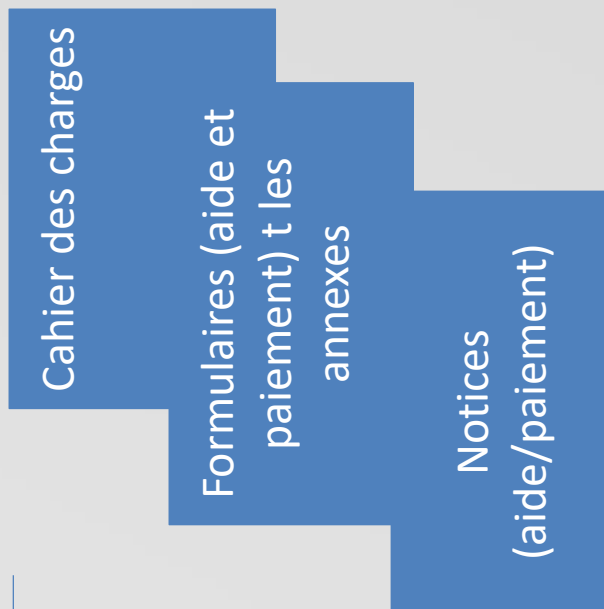 Cahier des charges
Formulaires (aide et
paiement) t les
annexes
Notices
(aide/paiement)